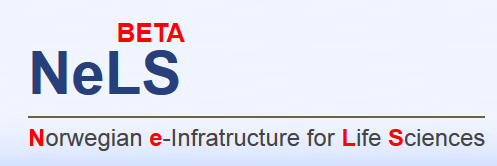 BETA
NeLS
Norwegian e-Infratructure for Life Sciences